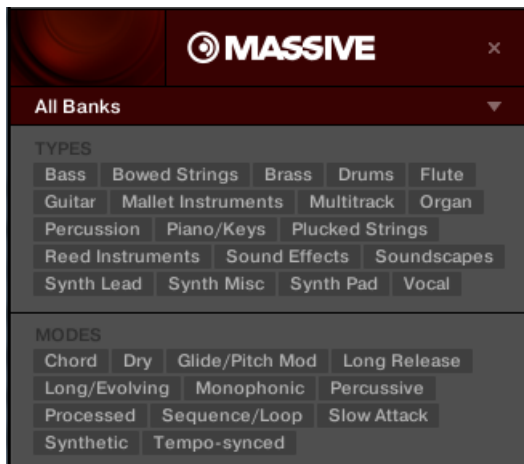 MASSIVE ×
All Banks
TYPES
Bass Bowed Strings Brass Drums Flute
Guitar Mallet Instruments Multitrack Organ
Percussion Piano/Keys Plucked Strings
Reed Instruments Sound Effects Soundscapes
Synth Lead Synth Misc Synth Pad Vocal
MODES
Chord Dry Glide/Pitch Mod Long Release
Long/Evolving Monophonic Percussive
Processed Sequence/Loop Slow Attack
Synthetic Tempo-synced